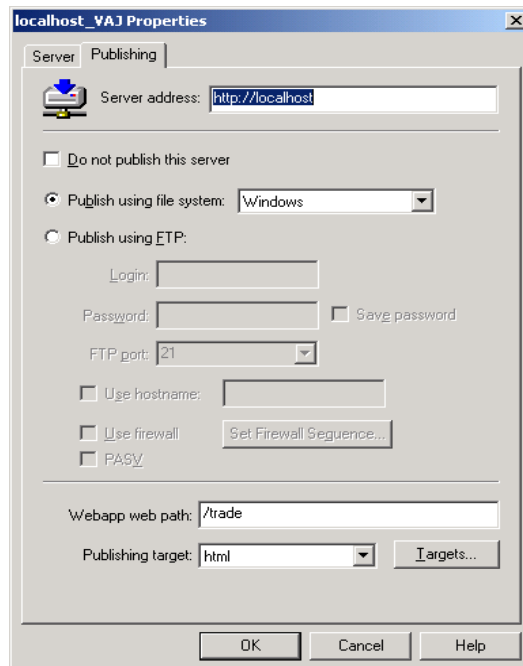 localhost_VAJ Properties
Server Publishing
Server address: http://localhost
Do not publish this server
Publish using file system: Windows
Publish using FTP:
Login:
Password: Save password
FTP port: 21
Use hostname:
Use firewall Set Firewall Sequence...
PASV
Webapp web path: /trade
Publishing target: html Targets...
OK Cancel Help